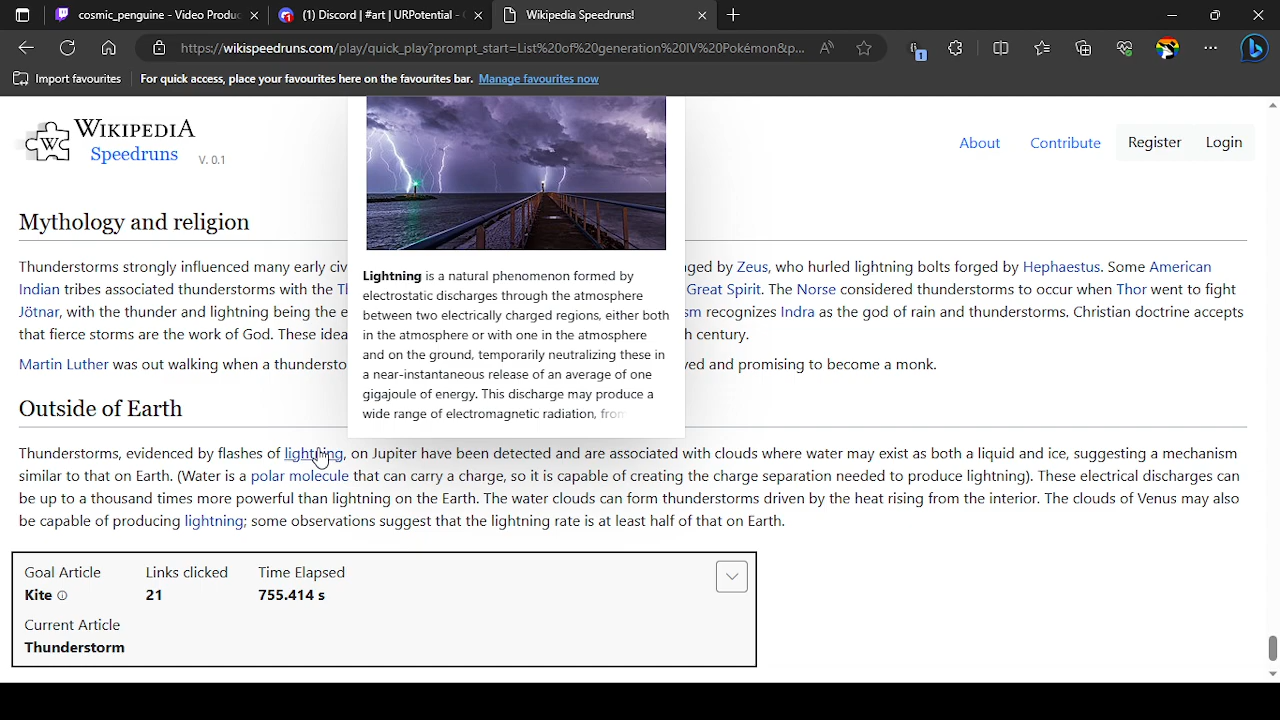 cosmic_penguine - Video Produc
(1) Discord | #art | URPotential -
Wikipedia Speedruns!
https://wikispeedruns.com/play/quick_play?prompt_start=List%20of%20generation%20IV%20Pokémon&p...
1
Import favourites
For quick access, place your favourites here on the favourites bar. Manage favourites now
WIKIPEDIA
Speedruns V. 0.1
About Contribute Register Login
Mythology and religion
Thunderstorms strongly influenced many early civ
ged by Zeus, who hurled lightning bolts forged by Hephaestus. Some American
Indian tribes associated thunderstorms with the
Great Spirit. The Norse considered thunderstorms to occur when Thor went to fight
Jötnar, with the thunder and lightning being the e
sm recognizes Indra as the god of rain and thunderstorms. Christian doctrine accepts
that fierce storms are the work of God. These idea
h century.
Martin Luther was out walking when a thundersto
ved and promising to become a monk.
Lightning is a natural phenomenon formed by
electrostatic discharges through the atmosphere
between two electrically charged regions, either both
in the atmosphere or with one in the atmosphere
and on the ground, temporarily neutralizing these in
a near-instantaneous release of an average of one
gigajoule of energy. This discharge may produce a
wide range of electromagnetic radiation, from
Outside of Earth
Thunderstorms, evidenced by flashes of lightning, on Jupiter have been detected and are associated with clouds where water may exist as both a liquid and ice, suggesting a mechanism
similar to that on Earth. (Water is a polar molecule that can carry a charge, so it is capable of creating the charge separation needed to produce lightning). These electrical discharges can
be up to a thousand times more powerful than lightning on the Earth. The water clouds can form thunderstorms driven by the heat rising from the interior. The clouds of Venus may also
be capable of producing lightning; some observations suggest that the lightning rate is at least half of that on Earth.
Goal Article Links clicked Time Elapsed
Kite 21 755.414 s
Current Article
Thunderstorm